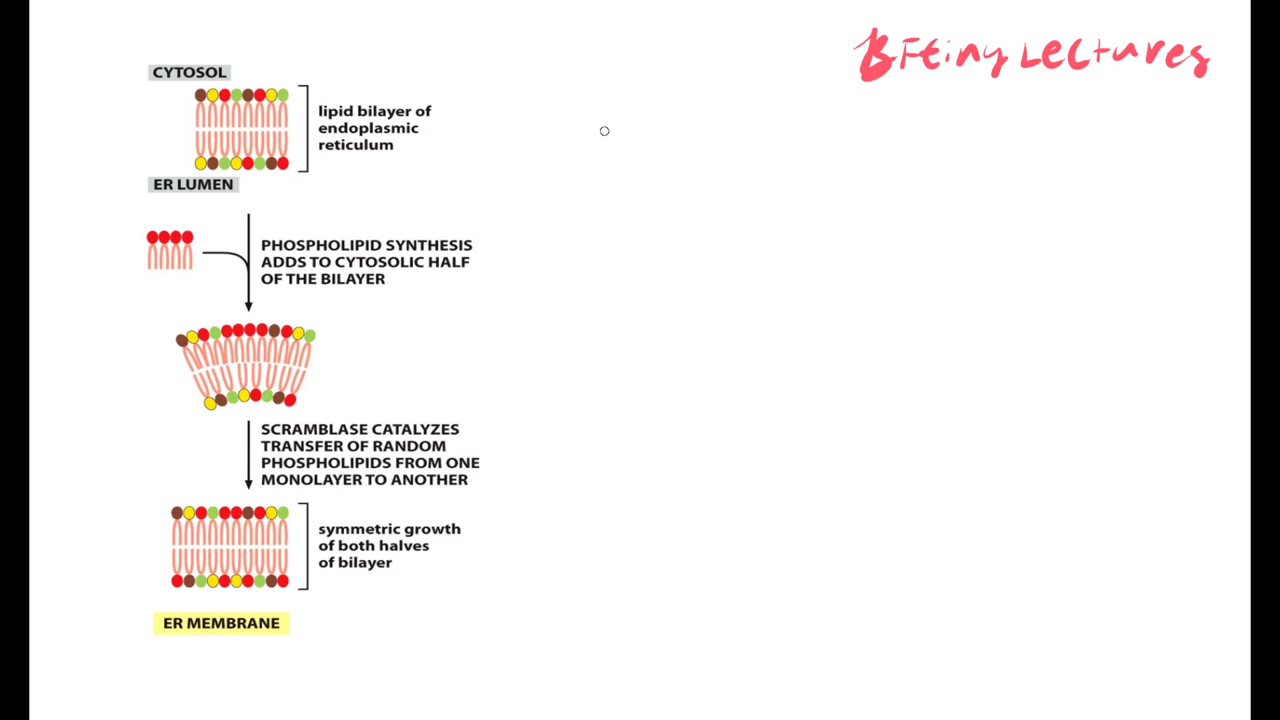 BFtiny Lectures
CYTOSOL
lipid bilayer of
endoplasmic
reticulum
ER LUMEN
PHOSPHOLIPID SYNTHESIS
ADDS TO CYTOSOLIC HALF
OF THE BILAYER
SCRAMBLASE CATALYZES
TRANSFER OF RANDOM
PHOSPHOLIPIDS FROM ONE
MONOLAYER TO ANOTHER
symmetric growth
of both halves
of bilayer
ER MEMBRANE